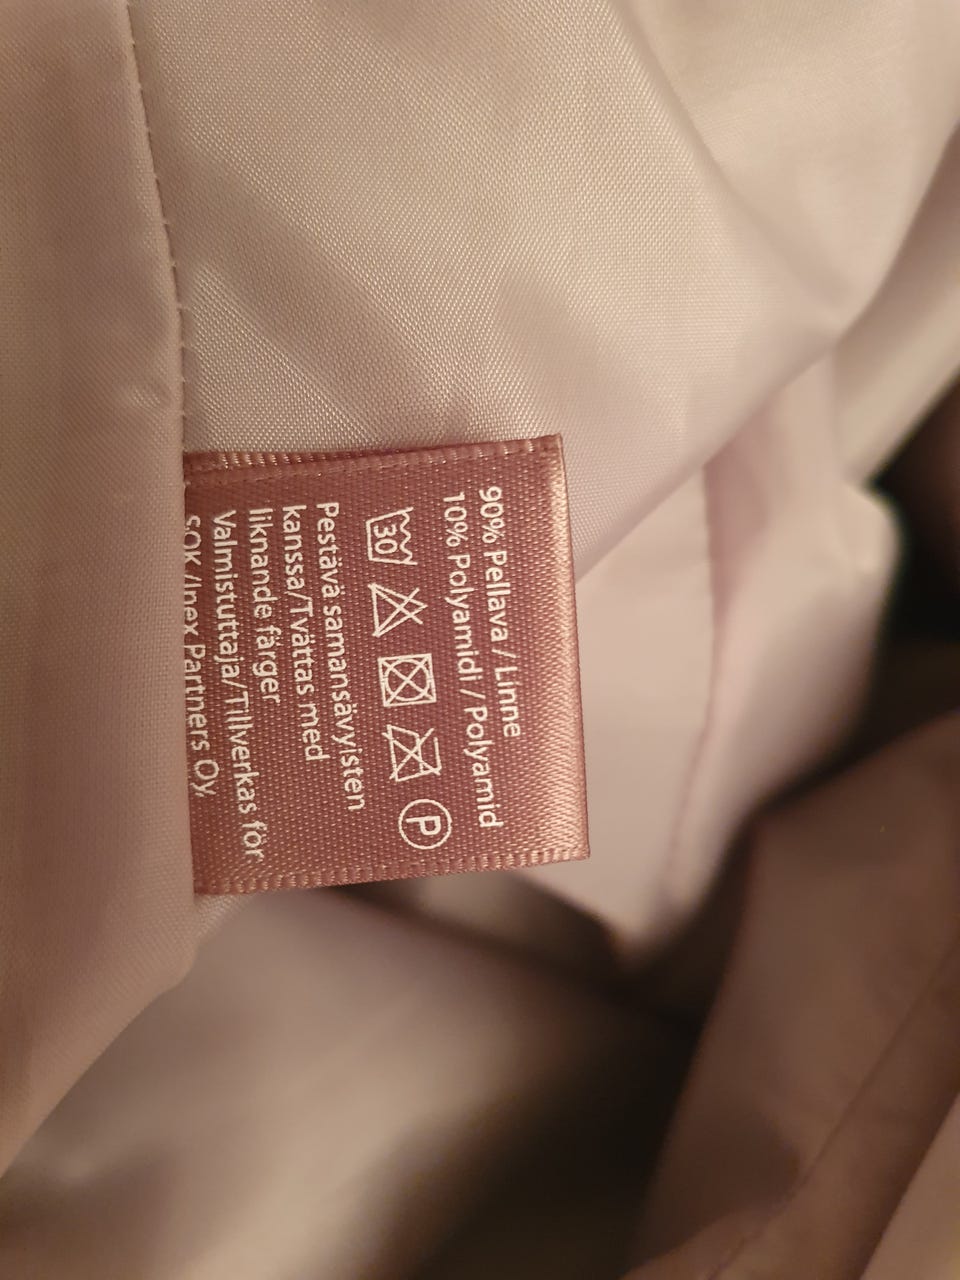 90% Pellava / Linne
10% Polyamidi / Polyamid
30 P
Pestävä samansävyisten
kanssa/Tvättas med
liknande färger
Valmistuttaja/Tillverkas för
SOK /Inex Partners Oy,